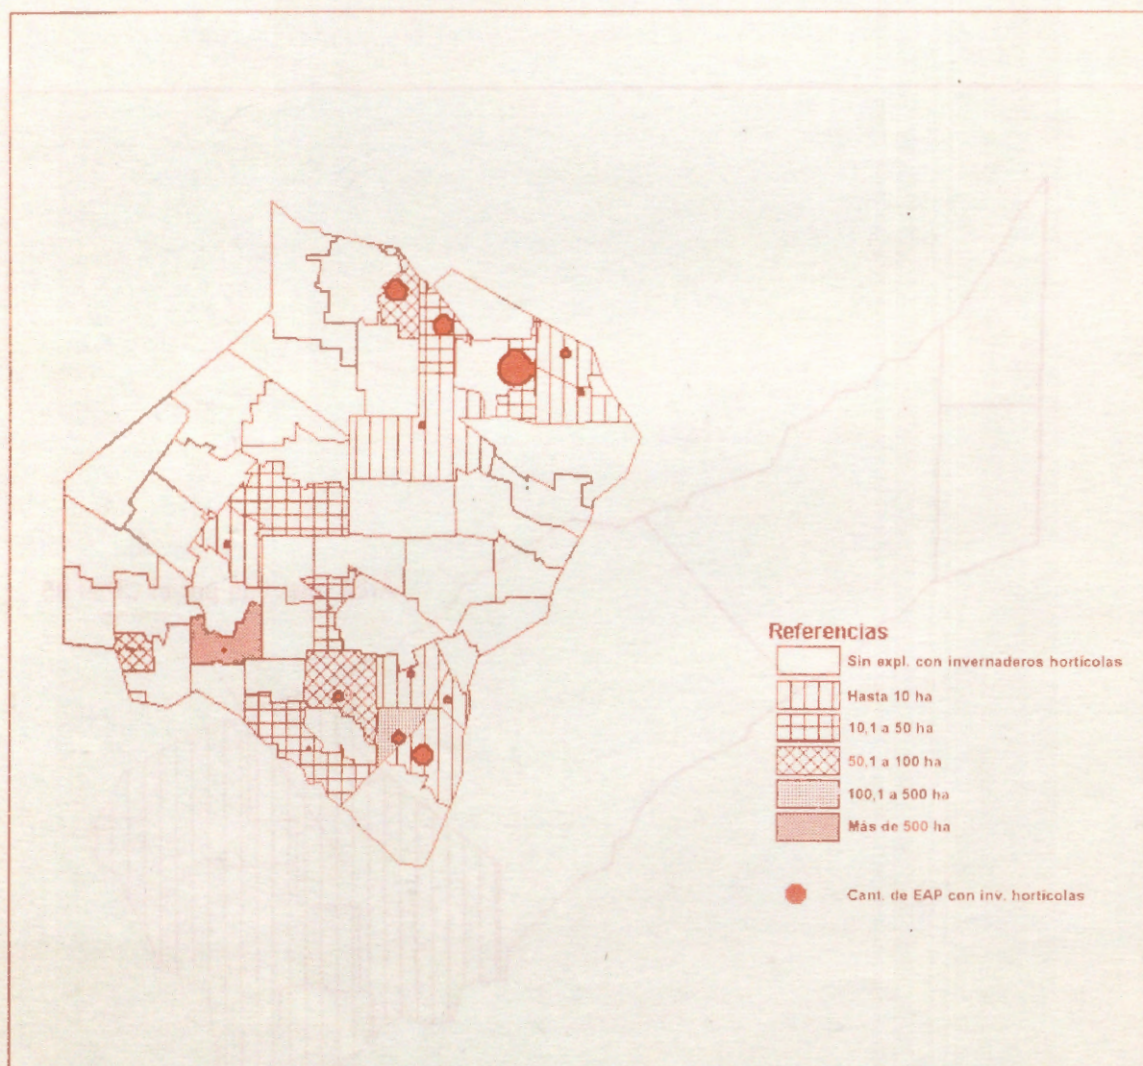 Referencias
Sin expl. con invernaderos hortícolas
Hasta 10 ha
10,1 a 50 ha
50,1 a 100 ha
100,1 a 500 ha
Más de 500 ha
Cant. de EAP con inv. hortícolas